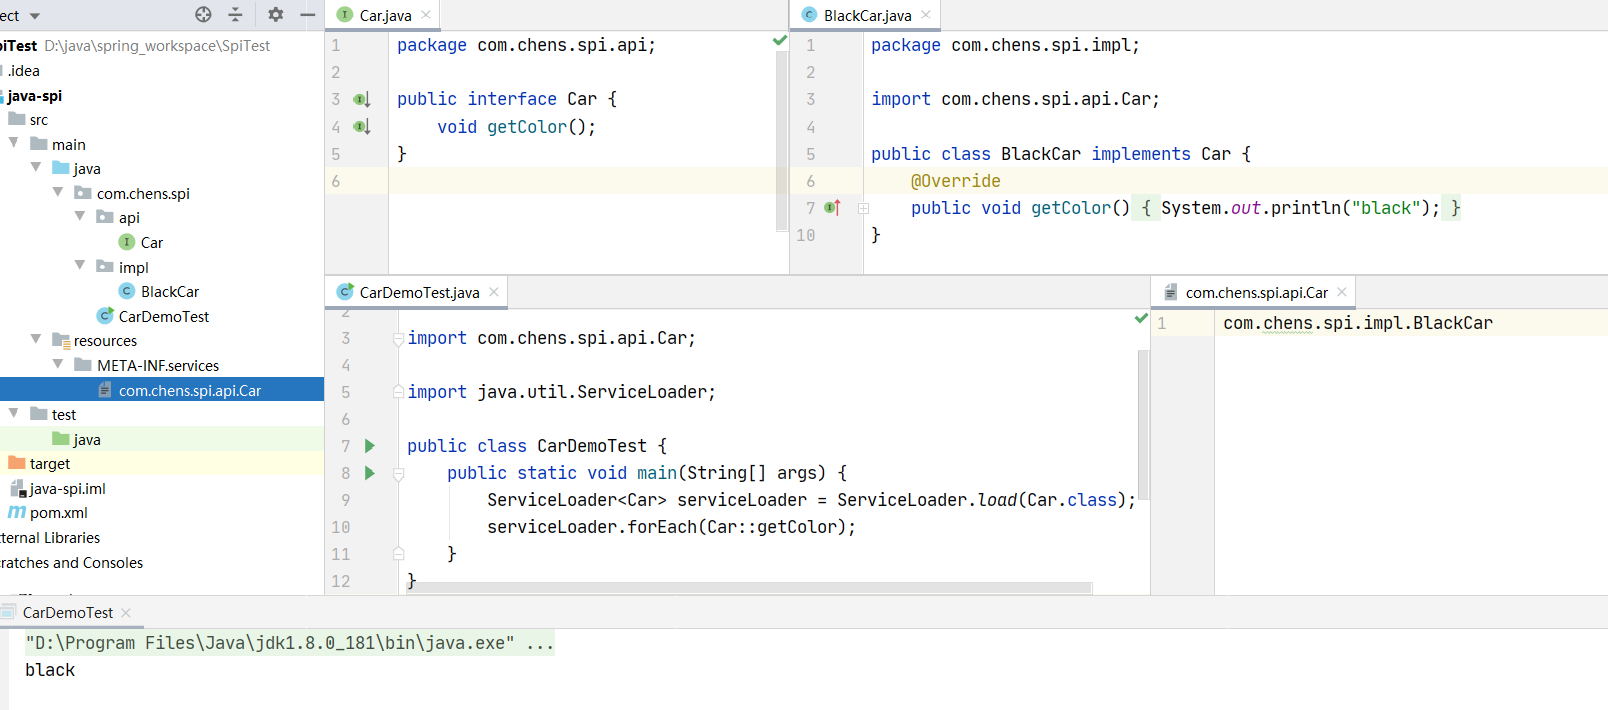 ect
piTest D:\java\spring_workspace\SpiTest
.idea
java-spi
src
main
java
com.chens.spi
api
Car
impl
BlackCar
CarDemoTest
resources
META-INF.services
com.chens.spi.api.Car
test
java
target
java-spi.iml
pom.xml
ternal Libraries
ratches and Consoles
Car.java
1 package com.chens.spi.api;
2
3 public interface Car {
4 void getColor();
5 }
6
BlackCar.java
1 package com.chens.spi.impl;
2
3 import com.chens.spi.api.Car;
4
5 public class BlackCar implements Car {
6 @Override
7 public void getColor() { System.out.println("black"); }
10 }
CarDemoTest.java
2
3 import com.chens.spi.api.Car;
4
5 import java.util.ServiceLoader;
6
7 public class CarDemoTest {
8 public static void main(String[] args) {
9 ServiceLoader<Car> serviceLoader = ServiceLoader.load(Car.class);
10 serviceLoader.forEach(Car::getColor);
11 }
12 }
com.chens.spi.api.Car
1 com.chens.spi.impl.BlackCar
CarDemoTest
"D:\Program Files\Java\jdk1.8.0_181\bin\java.exe" ...
black